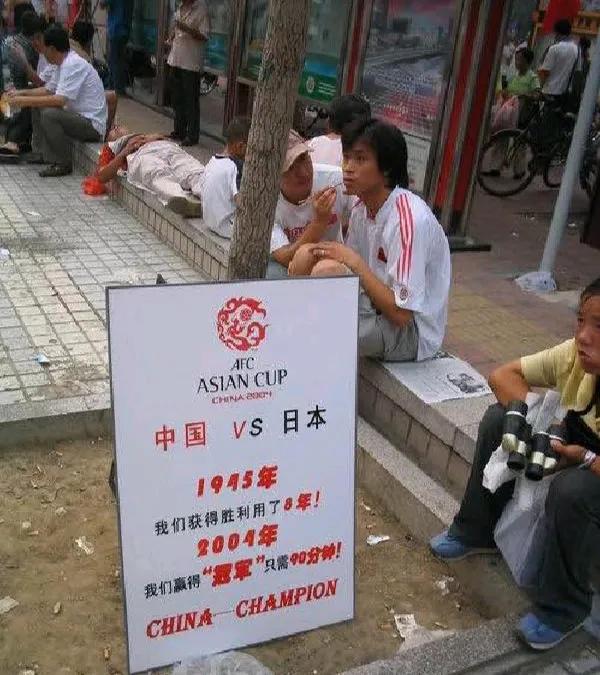 AFC
ASIAN CUP
CHINA 2004
中国 VS 日本
1945年
我们获得胜利用了8年!
2004年
我们赢得“冠军”只需90分钟!
CHINA—CHAMPION